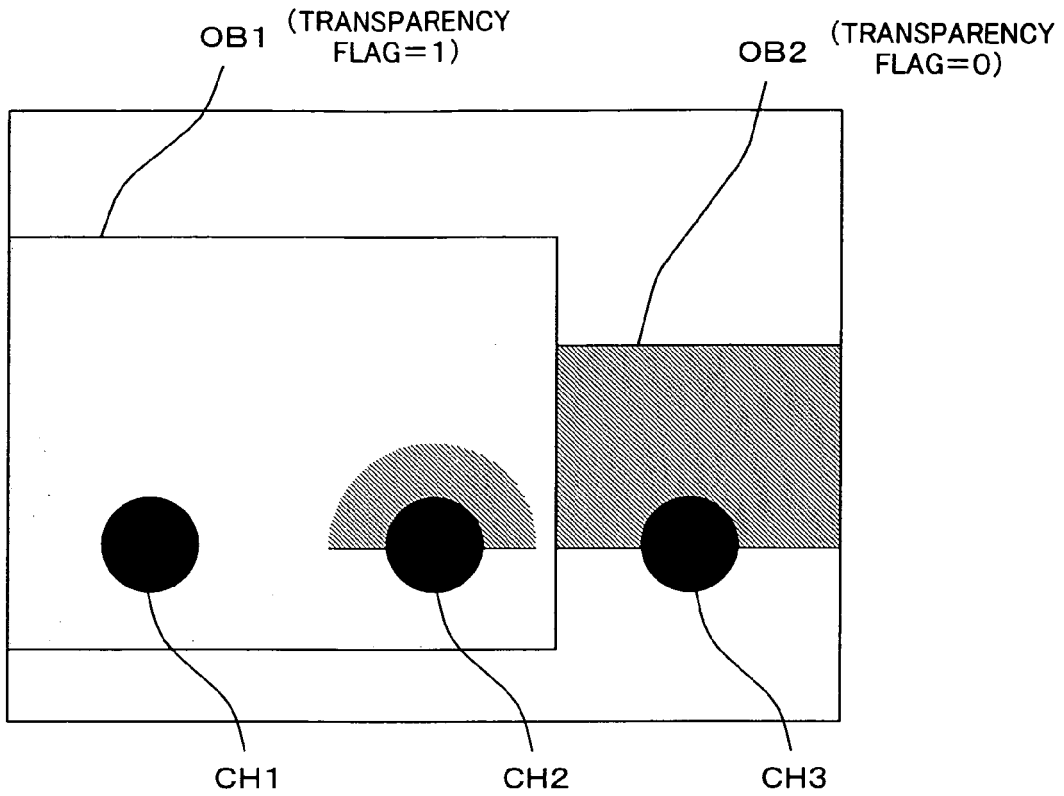 OB1 (TRANSPARENCY
FLAG=1)
OB2 (TRANSPARENCY
FLAG=0)
CH1
CH2
CH3